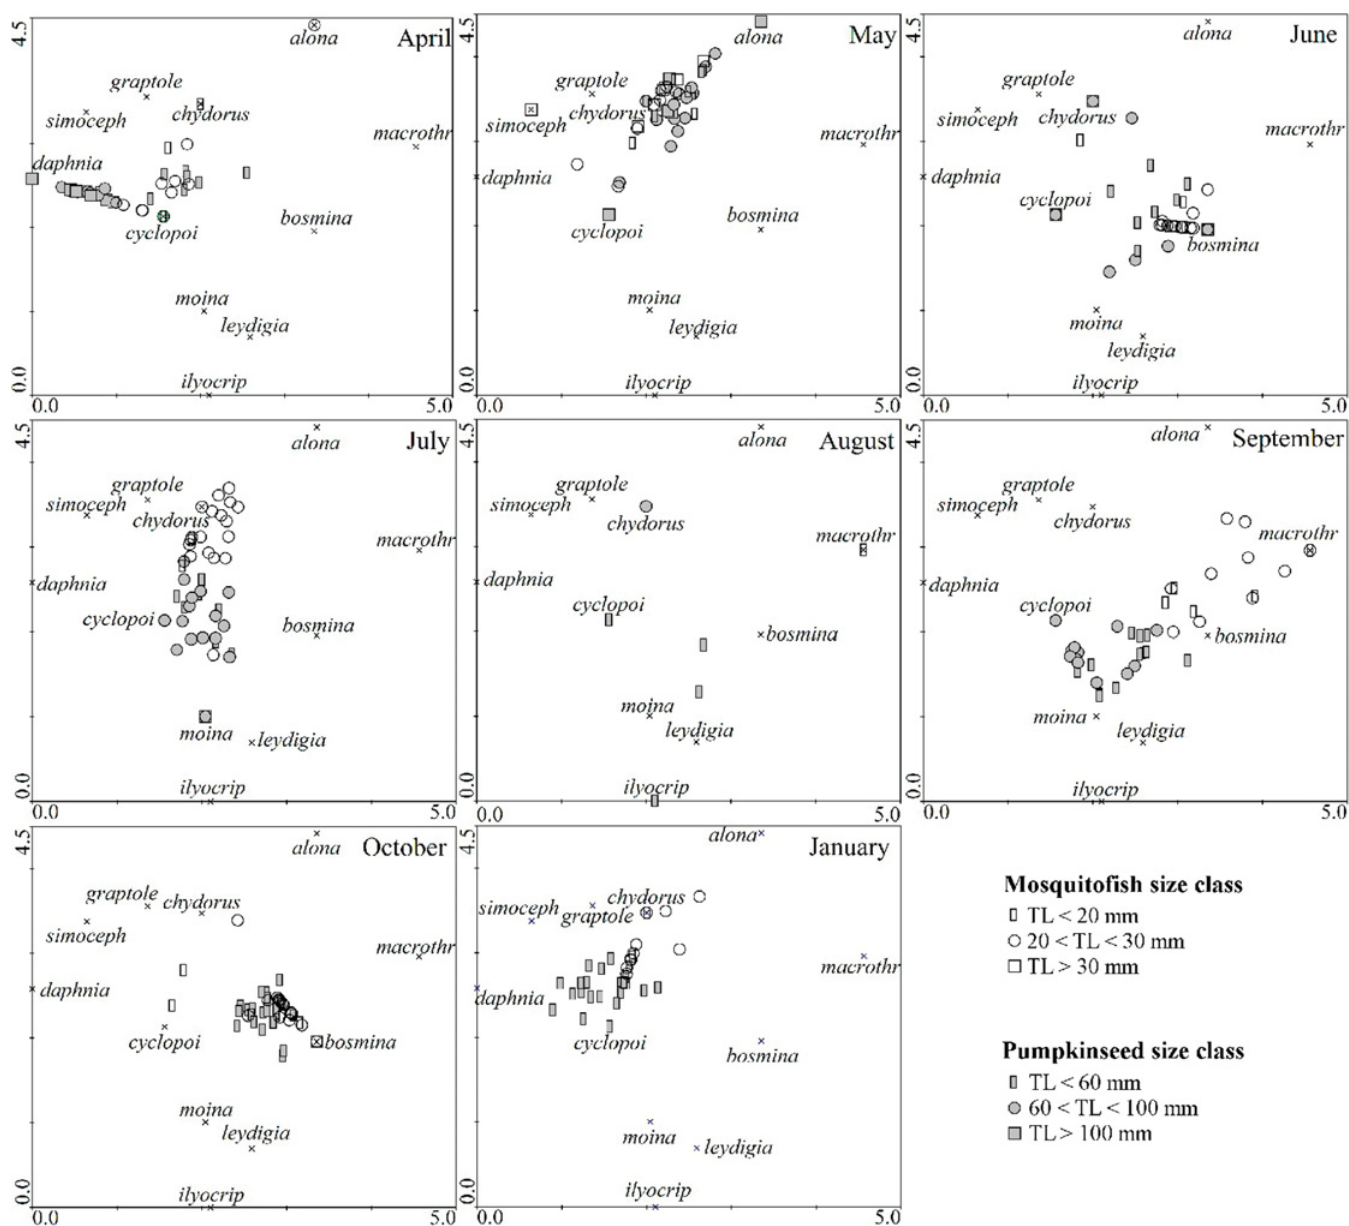 4.5
April
alona
graptole
chydorus
simoceph
macrothr
daphnia
bosmina
cyclopoi
moina
leydigia
ilyocrip
0.0
0.0
5.0
4.5
May
alona
graptole
chydorus
simoceph
macrothr
daphnia
bosmina
cyclopoi
moina
leydigia
ilyocrip
0.0
0.0
5.0
4.5
June
alona
graptole
simoceph
chydorus
macrothr
daphnia
cyclopoi
bosmina
moina
leydigia
ilyocrip
0.0
0.0
5.0
4.5
July
alona
graptole
simoceph
chydorus
macrothr
daphnia
cyclopoi
bosmina
moina
leydigia
ilyocrip
0.0
0.0
5.0
4.5
August
alona
graptole
simoceph
chydorus
macrothr
daphnia
cyclopoi
bosmina
moina
leydigia
ilyocrip
0.0
0.0
5.0
4.5
September
alona
graptole
simoceph
chydorus
macrothr
daphnia
cyclopoi
bosmina
moina
leydigia
ilyocrip
0.0
0.0
5.0
4.5
October
alona
graptole
chydorus
simoceph
macrothr
daphnia
cyclopoi
bosmina
moina
leydigia
ilyocrip
0.0
0.0
5.0
4.5
January
alona
chydorus
simoceph
graptole
macrothr
daphnia
cyclopoi
bosmina
moina
leydigia
ilyocrip
0.0
0.0
5.0
Mosquitofish size class
TL < 20 mm
20 < TL < 30 mm
TL > 30 mm
Pumpkinseed size class
TL < 60 mm
60 < TL < 100 mm
TL > 100 mm